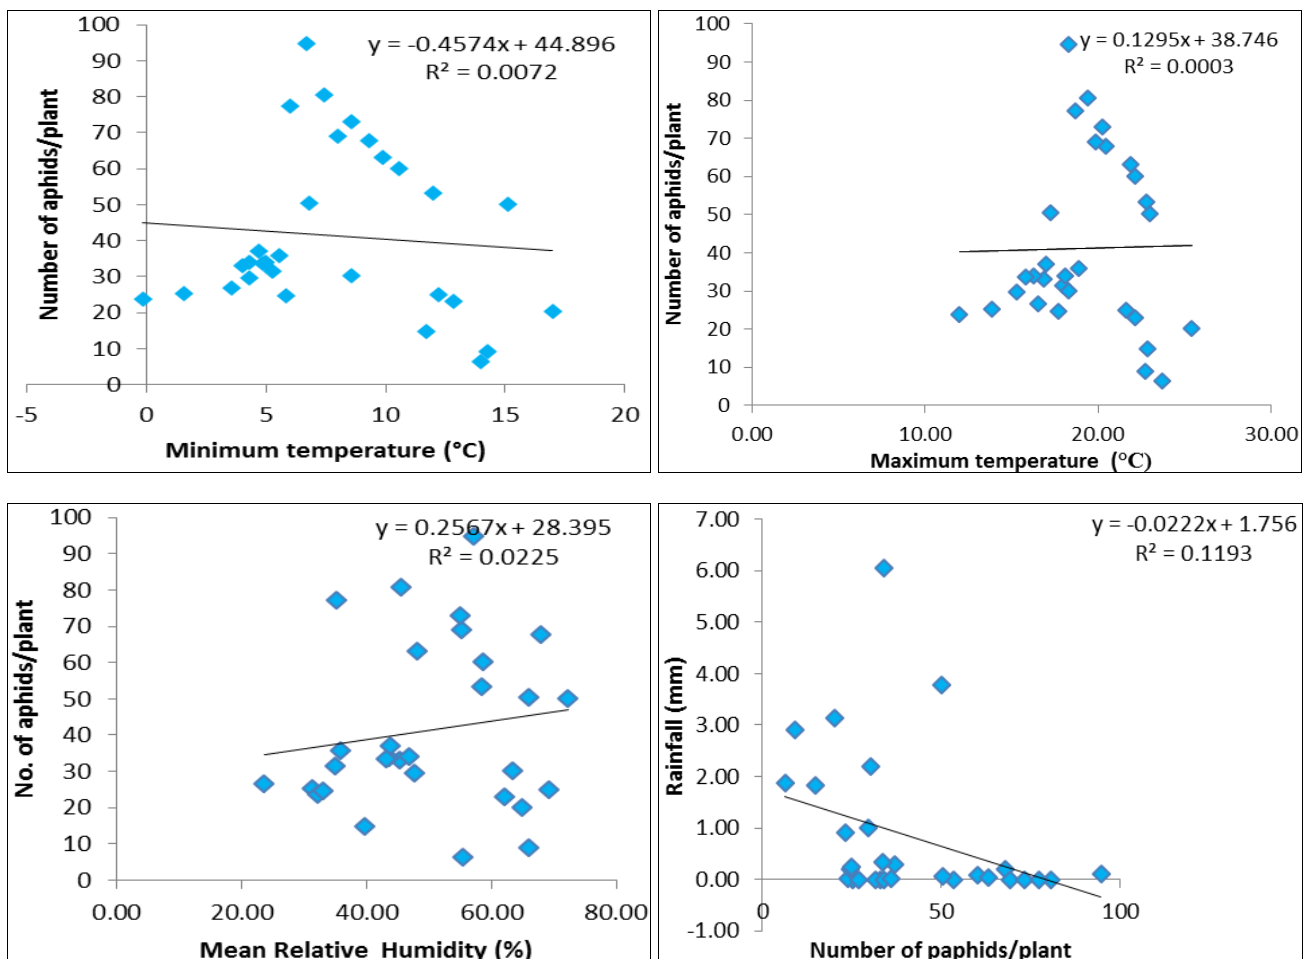 100
90
80
70
60
50
40
30
20
10
0
Number of aphids/plant
y = -0.4574x + 44.896
R² = 0.0072
-5 0 5 10 15 20
Minimum temperature (°C)
100
90
80
70
60
50
40
30
20
10
0
Number of aphids/plant
y = 0.1295x + 38.746
R² = 0.0003
0.00 10.00 20.00 30.00
Maximum temperature (°C)
100
90
80
70
60
50
40
30
20
10
0
No. of aphids/plant
y = 0.2567x + 28.395
R² = 0.0225
0.00 20.00 40.00 60.00 80.00
Mean Relative Humidity (%)
7.00
6.00
5.00
4.00
3.00
2.00
1.00
0.00
-1.00
Rainfall (mm)
y = -0.0222x + 1.756
R² = 0.1193
0 50 100
Number of paphids/plant